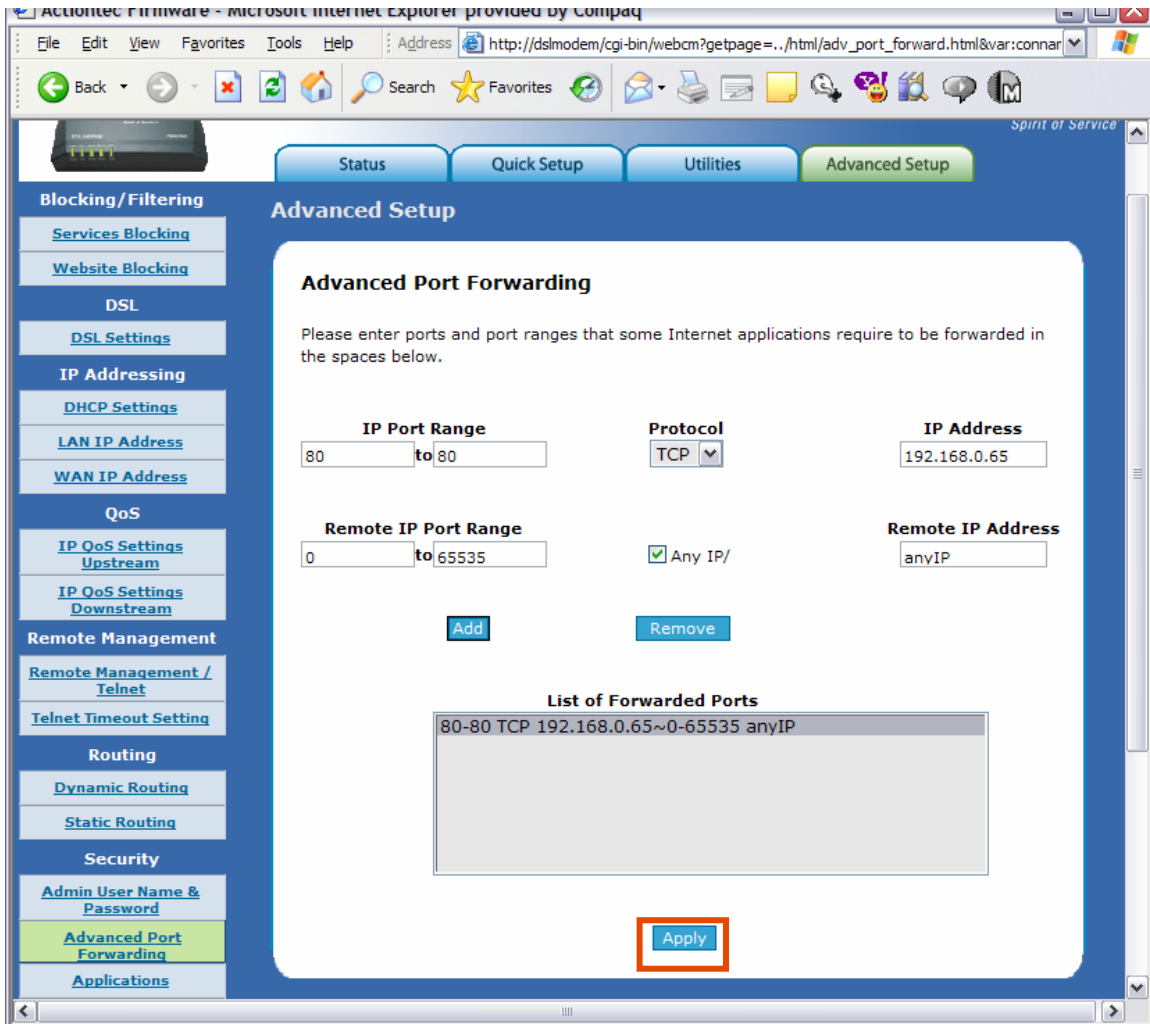 Actiontec Firmware - Microsoft Internet Explorer provided by Compaq
File Edit View Favorites Tools Help Address http://dslmodem/cgi-bin/webcm?getpage=../html/adv_port_forward.html&var:connar
Back Search Favorites
Spirit of Service
Status Quick Setup Utilities Advanced Setup
Blocking/Filtering
Services Blocking
Website Blocking
DSL
DSL Settings
IP Addressing
DHCP Settings
LAN IP Address
WAN IP Address
QoS
IP QoS Settings
Upstream
IP QoS Settings
Downstream
Remote Management
Remote Management /
Telnet
Telnet Timeout Setting
Routing
Dynamic Routing
Static Routing
Security
Admin User Name &
Password
Advanced Port
Forwarding
Applications
Advanced Setup
Advanced Port Forwarding
Please enter ports and port ranges that some Internet applications require to be forwarded in
the spaces below.
IP Port Range Protocol IP Address
80 to 80 TCP 192.168.0.65
Remote IP Port Range Remote IP Address
0 to 65535 Any IP/ anyIP
Add Remove
List of Forwarded Ports
80-80 TCP 192.168.0.65~0-65535 anyIP
Apply